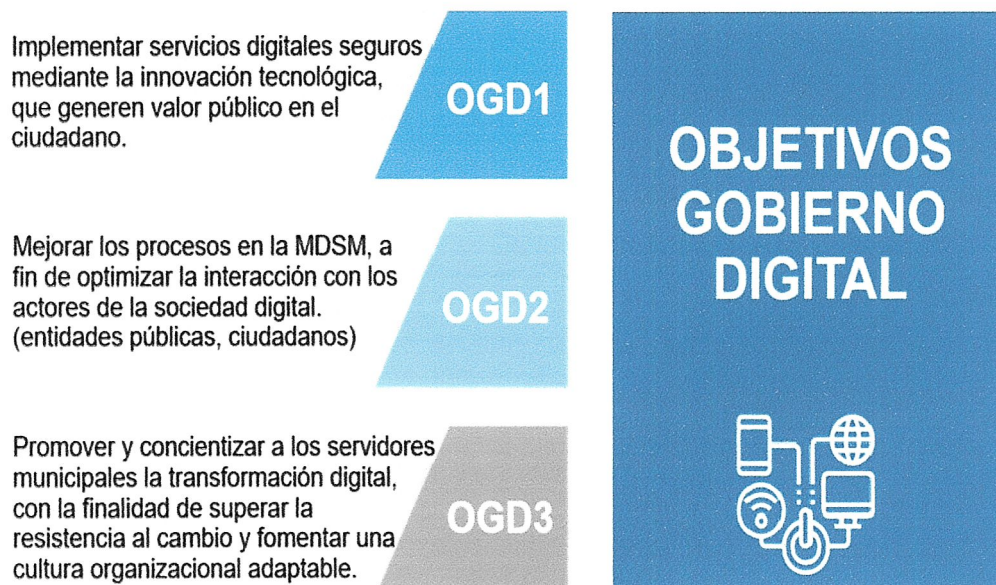 Implementar servicios digitales seguros
mediante la innovación tecnológica,
que generen valor público en el
ciudadano.
OGD1
Mejorar los procesos en la MDSM, a
fin de optimizar la interacción con los
actores de la sociedad digital.
(entidades públicas, ciudadanos)
OGD2
Promover y concientizar a los servidores
municipales la transformación digital,
con la finalidad de superar la
resistencia al cambio y fomentar una
cultura organizacional adaptable.
OGD3
OBJETIVOS
GOBIERNO
DIGITAL